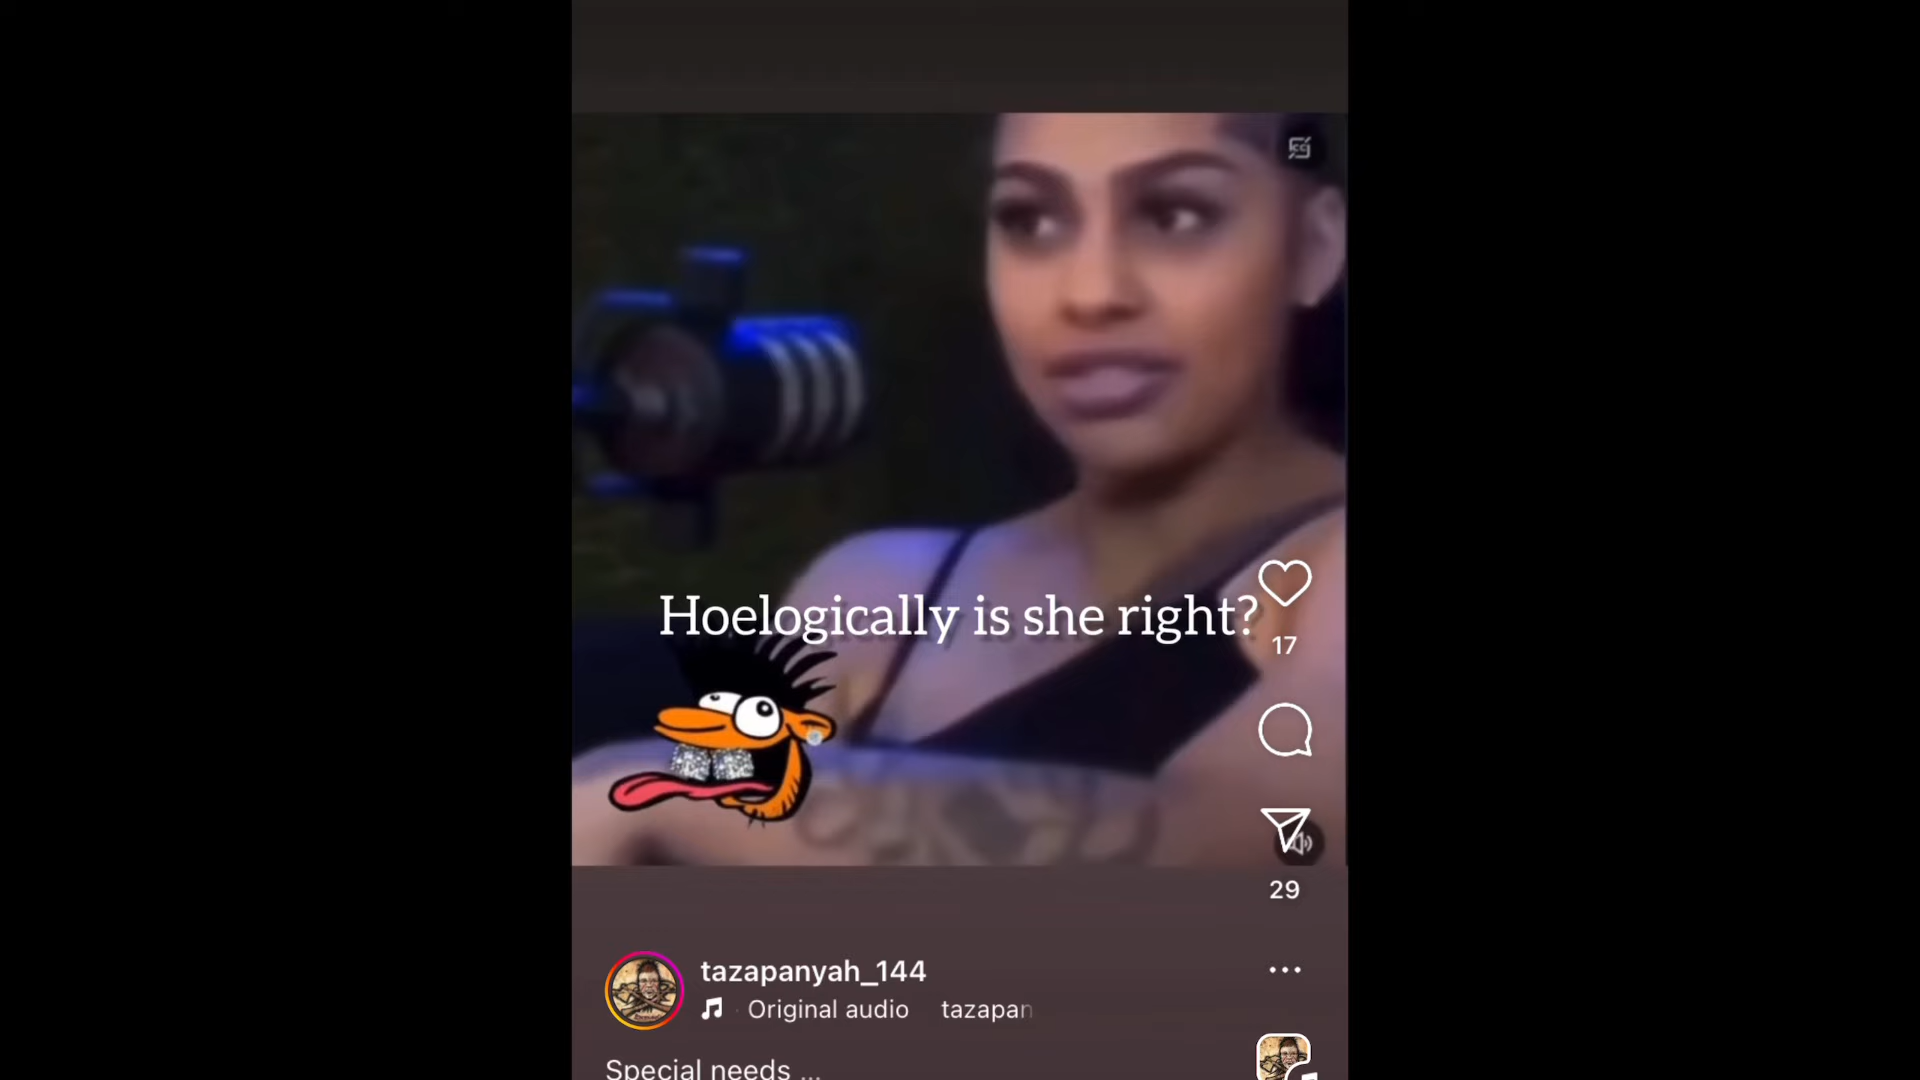 Hoelogically is she right?
17
29
tazapanyah_144
Original audio tazapan
Special needs ...